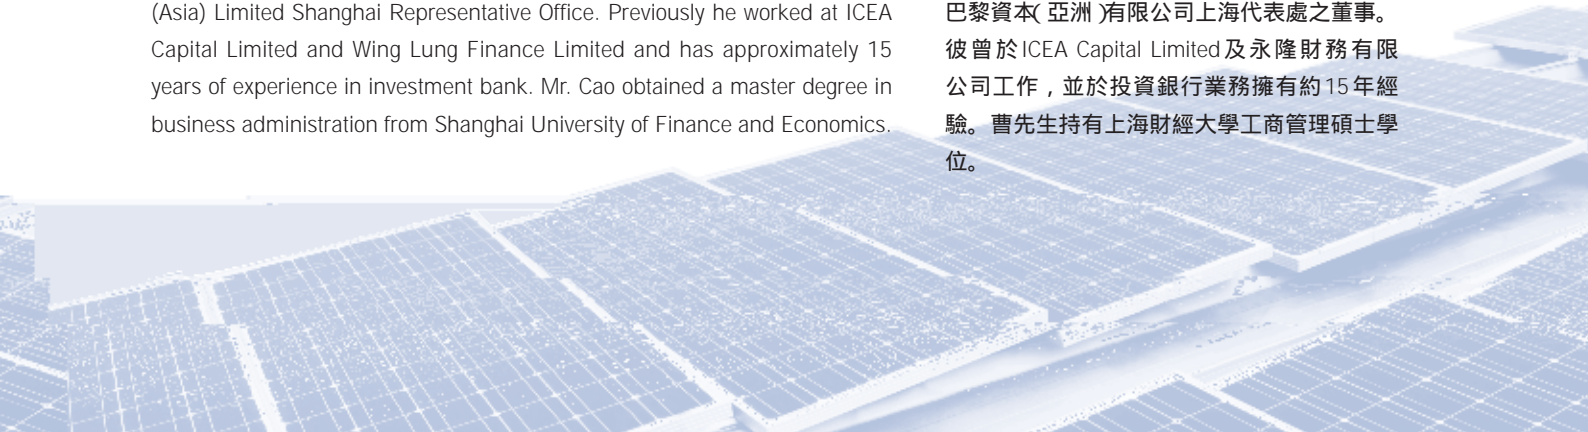 (Asia) Limited Shanghai Representative Office. Previously he worked at ICEA
Capital Limited and Wing Lung Finance Limited and has approximately 15
years of experience in investment bank. Mr. Cao obtained a master degree in
business administration from Shanghai University of Finance and Economics.
巴黎資本(亞洲)有限公司上海代表處之董事。
彼曾於ICEA Capital Limited及永隆財務有限
公司工作，並於投資銀行業務擁有約15年經
驗。曹先生持有上海財經大學工商管理碩士學
位。